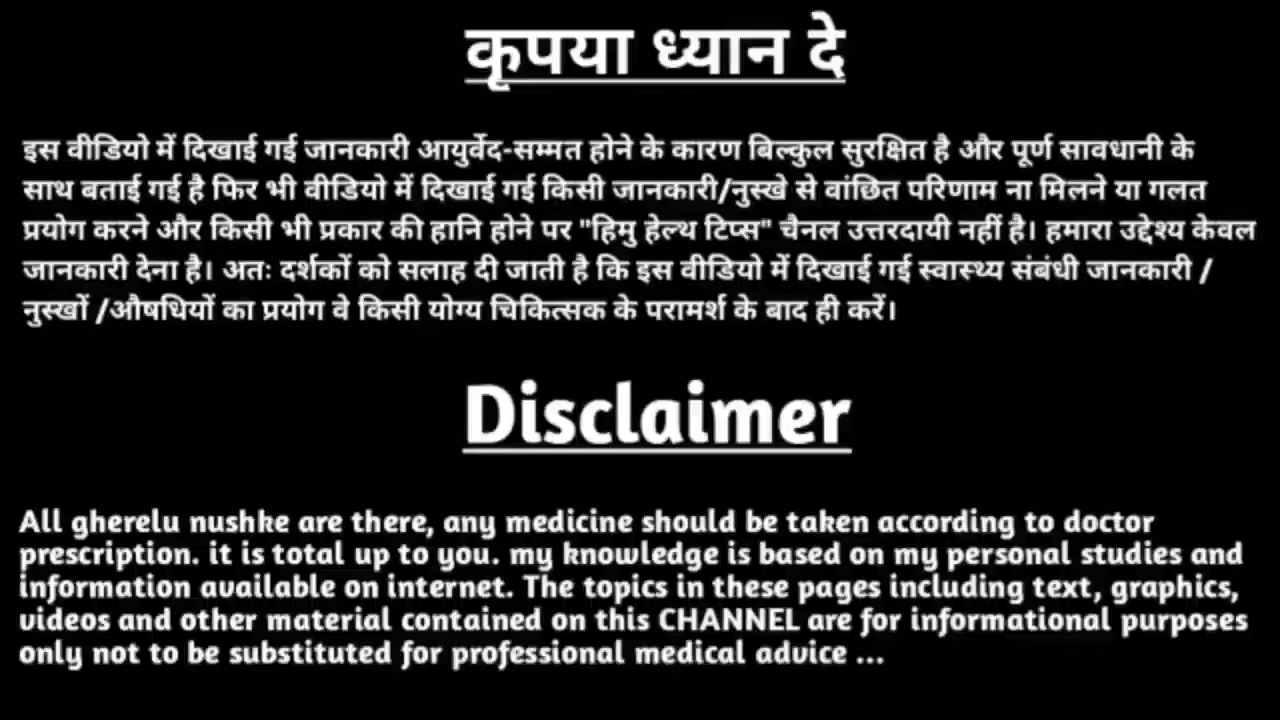 कृपया ध्यान दे
इस वीडियो में दिखाई गई जानकारी आयुर्वेद-सम्मत होने के कारण बिल्कुल सुरक्षित है और पूर्ण सावधानी के
साथ बताई गई है फिर भी वीडियो में दिखाई गई किसी जानकारी/नुस्खे से वांछित परिणाम ना मिलने या गलत
प्रयोग करने और किसी भी प्रकार की हानि होने पर "हिमु हेल्थ टिप्स" चैनल उत्तरदायी नहीं है। हमारा उद्देश्य केवल
जानकारी देना है। अतः दर्शकों को सलाह दी जाती है कि इस वीडियो में दिखाई गई स्वास्थ्य संबंधी जानकारी /
नुस्खों /औषधियों का प्रयोग वे किसी योग्य चिकित्सक के परामर्श के बाद ही करें।
Disclaimer
All gherelu nushke are there, any medicine should be taken according to doctor
prescription. it is total up to you. my knowledge is based on my personal studies and
information available on internet. The topics in these pages including text, graphics,
videos and other material contained on this CHANNEL are for informational purposes
only not to be substituted for professional medical advice ...